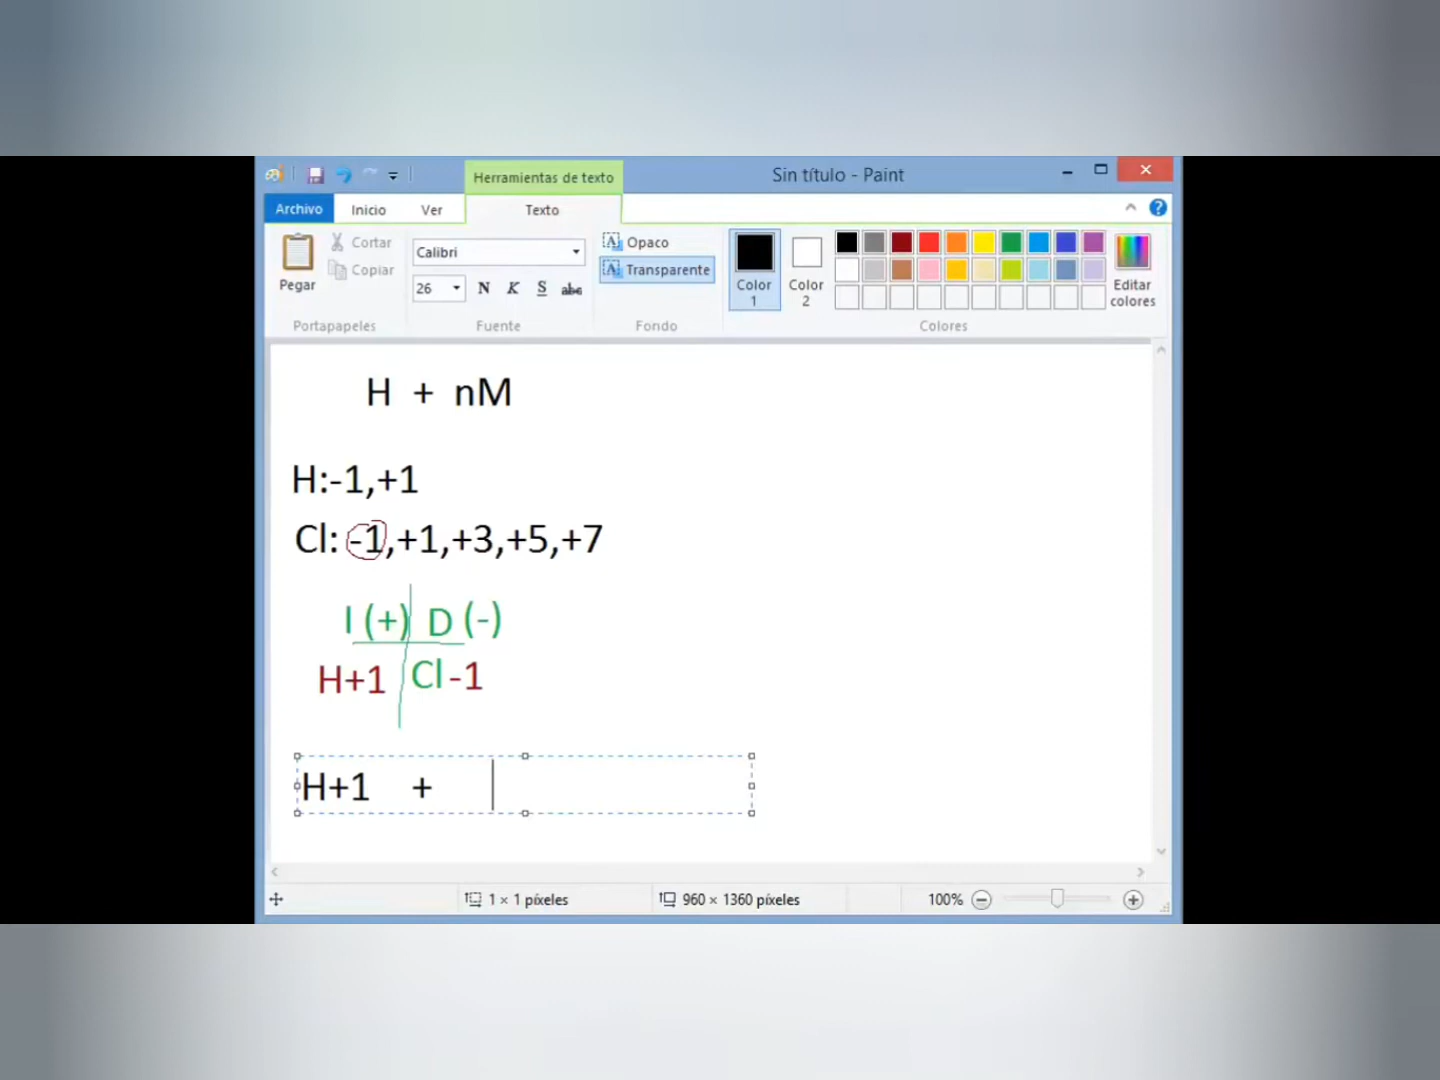 Herramientas de texto
Sin título - Paint
Archivo Inicio Ver Texto
Pegar
Cortar
Copiar
Portapapeles
Calibri
26 N K S abc
Fuente
Opaco
Transparente
Fondo
Color 1
Color 2
Editar colores
Colores
H + nM
H:-1,+1
Cl: -1,+1,+3,+5,+7
I (+) D (-)
H+1 Cl -1
H+1 +
1 × 1 píxeles 960 × 1360 píxeles 100%